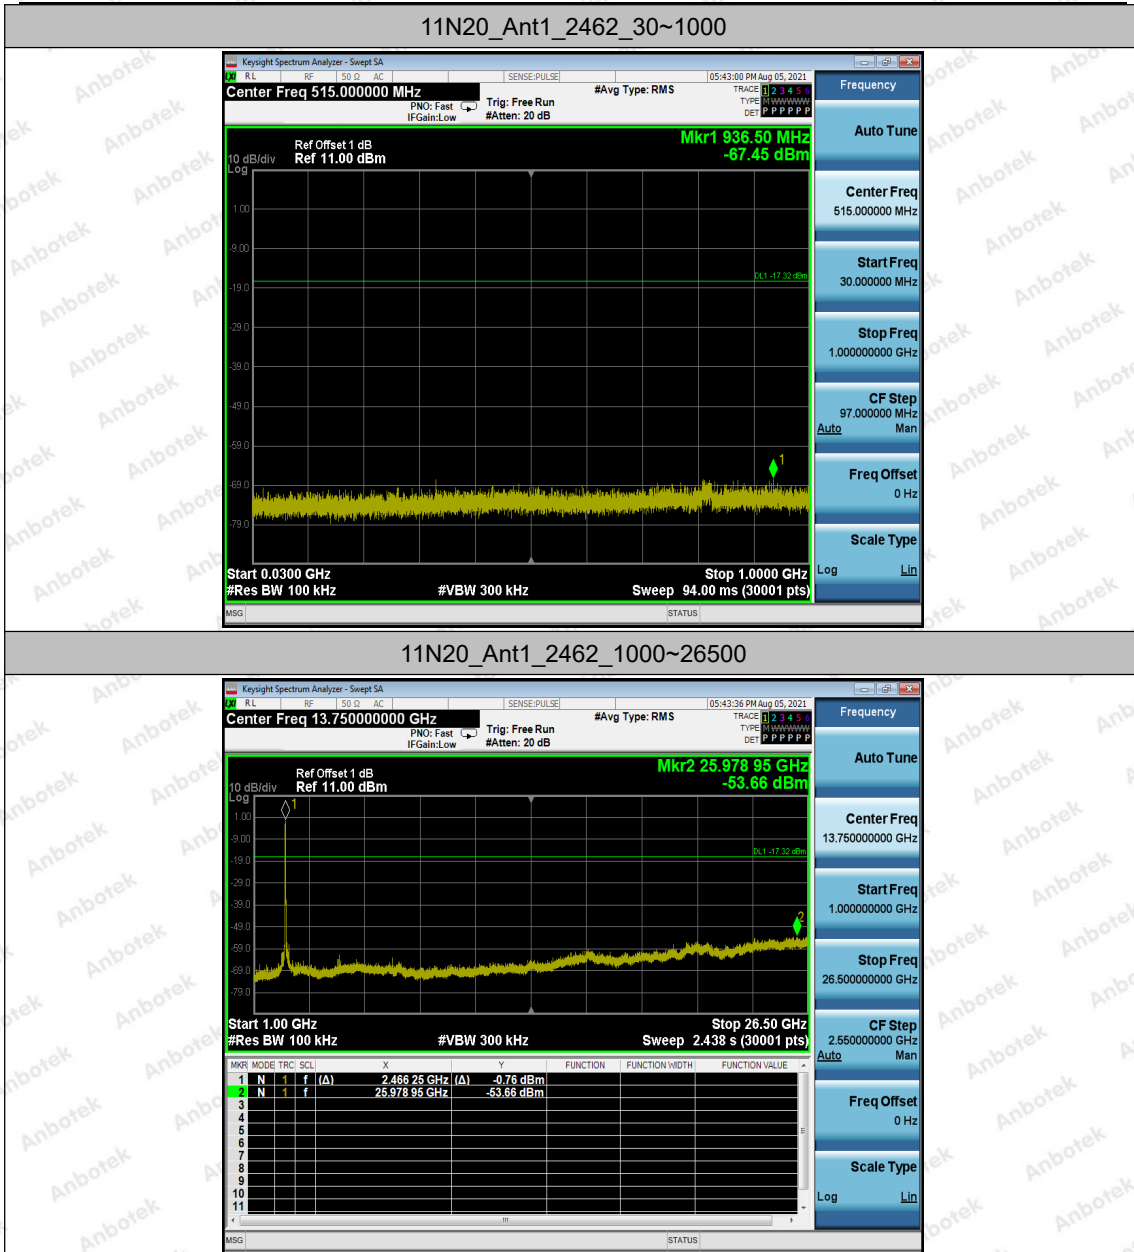 11N20_Ant1_2462_30~1000
Keysight Spectrum Analyzer - Swept SA
LXI RL RF 50 Ω AC SENSE:PULSE 05:43:00 PM Aug 05, 2021
Center Freq 515.000000 MHz #Avg Type: RMS TRACE 1 2 3 4 5 6
PNO: Fast Trig: Free Run TYPE M WWWWW
IFGain:Low #Atten: 20 dB DET P P P P P P
Frequency
Auto Tune
Center Freq
515.000000 MHz
Start Freq
30.000000 MHz
Stop Freq
1.000000000 GHz
CF Step
97.000000 MHz
Auto Man
Freq Offset
0 Hz
Scale Type
Log Lin
Mkr1 936.50 MHz
-67.45 dBm
Ref Offset 1 dB
10 dB/div Ref 11.00 dBm
Log
1.00
-9.00
DL1 -17.32 dBm
-19.0
-29.0
-39.0
-49.0
-59.0
1
-69.0
-79.0
Start 0.0300 GHz Stop 1.0000 GHz
#Res BW 100 kHz #VBW 300 kHz Sweep 94.00 ms (30001 pts)
MSG STATUS
11N20_Ant1_2462_1000~26500
Keysight Spectrum Analyzer - Swept SA
LXI RL RF 50 Ω AC SENSE:PULSE 05:43:36 PM Aug 05, 2021
Center Freq 13.750000000 GHz #Avg Type: RMS TRACE 1 2 3 4 5 6
PNO: Fast Trig: Free Run TYPE M WWWWW
IFGain:Low #Atten: 20 dB DET P P P P P P
Frequency
Auto Tune
Center Freq
13.750000000 GHz
Start Freq
1.000000000 GHz
Stop Freq
26.500000000 GHz
CF Step
2.550000000 GHz
Auto Man
Freq Offset
0 Hz
Scale Type
Log Lin
Mkr2 25.978 95 GHz
-53.66 dBm
Ref Offset 1 dB
10 dB/div Ref 11.00 dBm
Log
1
1.00
-9.00
DL1 -17.32 dBm
-19.0
-29.0
-39.0
2
-49.0
-59.0
-69.0
-79.0
Start 1.00 GHz Stop 26.50 GHz
#Res BW 100 kHz #VBW 300 kHz Sweep 2.438 s (30001 pts)
MKR MODE TRC SCL X Y FUNCTION FUNCTION WIDTH FUNCTION VALUE
1 N 1 f (Δ) 2.466 25 GHz (Δ) -0.76 dBm
2 N 1 f 25.978 95 GHz -53.66 dBm
3
4
5
6
7
8
9
10
11
MSG STATUS
Anbotek